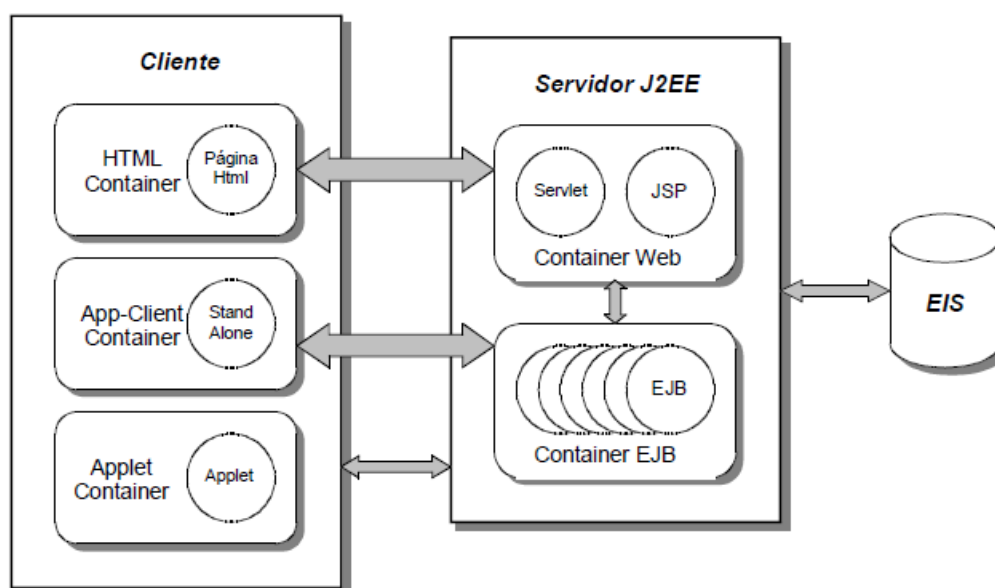 Cliente
HTML
Container
Página
Html
App-Client
Container
Stand
Alone
Applet
Container
Applet
Servidor J2EE
Servlet
JSP
Container Web
EJB
Container EJB
EIS